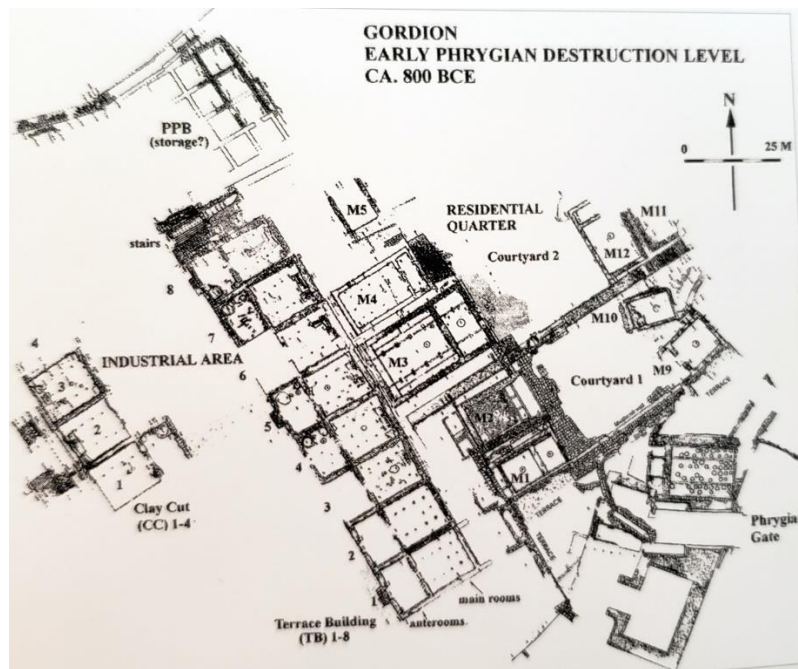 GORDION
EARLY PHRYGIAN DESTRUCTION LEVEL
CA. 800 BCE
N
0 25 M
PPB
(storage?)
M5
RESIDENTIAL
QUARTER
M11
stairs
Courtyard 2
M12
8
M4
M10
7
4
INDUSTRIAL AREA
M3
M9
3
6
Courtyard 1
TERRACE
2
5
M2
4
1
M1
3
TERRACE
Clay Cut
(CC) 1-4
TERRACE
Phrygian
Gate
2
1
main rooms
Terrace Building
(TB) 1-8
anterooms